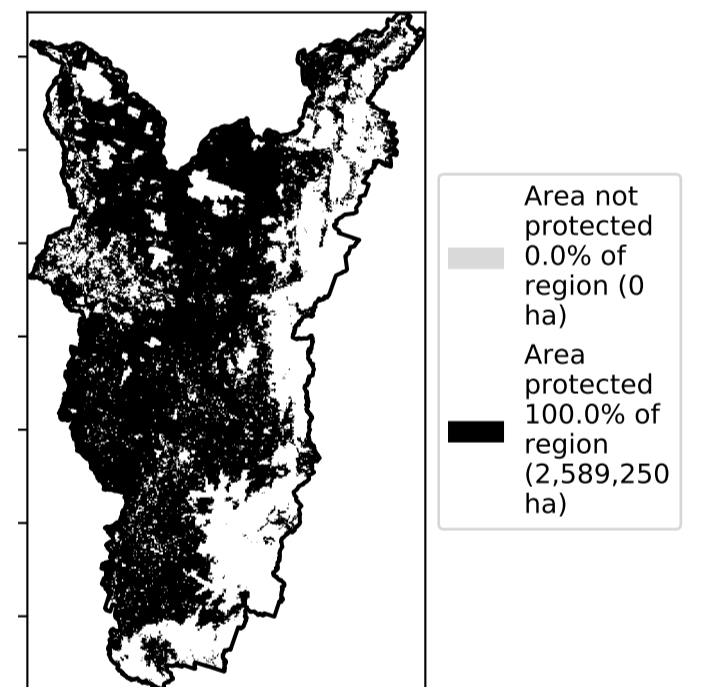 Area not
protected
0.0% of
region (0
ha)
Area
protected
100.0% of
region
(2,589,250
ha)